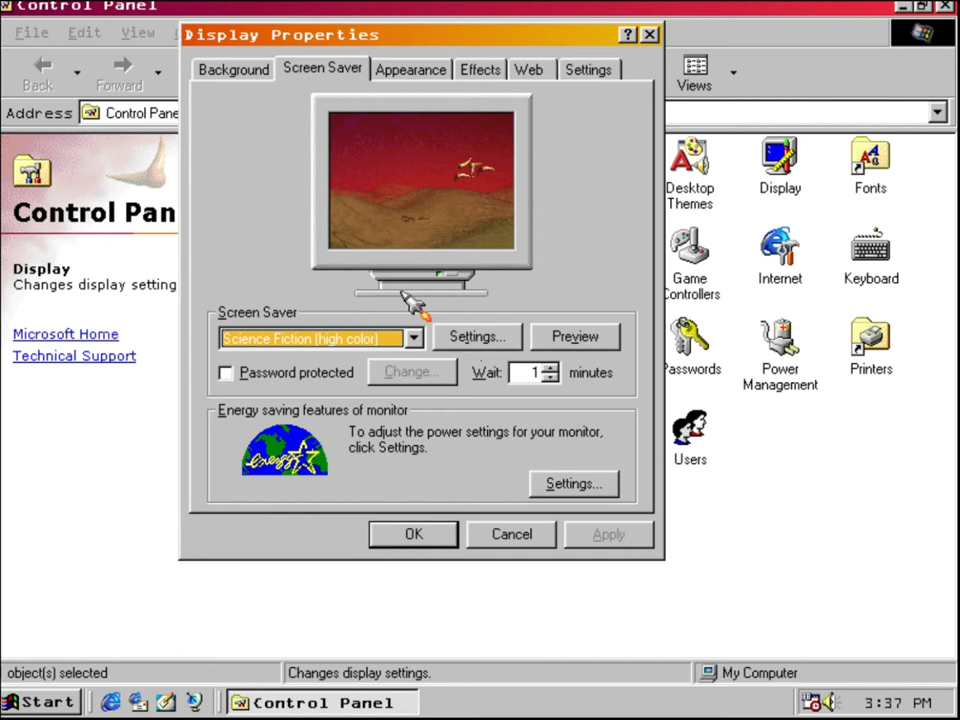 Control Panel
File Edit View
Display Properties
Back
Forward
Views
Background Screen Saver Appearance Effects Web Settings
Address Control Pane
Control Pan
Display
Changes display setting
Microsoft Home
Technical Support
Desktop Themes
Display
Fonts
Game Controllers
Internet
Keyboard
Passwords
Power Management
Printers
Users
Screen Saver
Science Fiction (high color)
Settings...
Preview
Password protected
Change...
Wait: 1 minutes
Energy saving features of monitor
energy
To adjust the power settings for your monitor,
click Settings.
Settings...
OK
Cancel
Apply
object(s) selected
Changes display settings.
My Computer
Start
Control Panel
3:37 PM